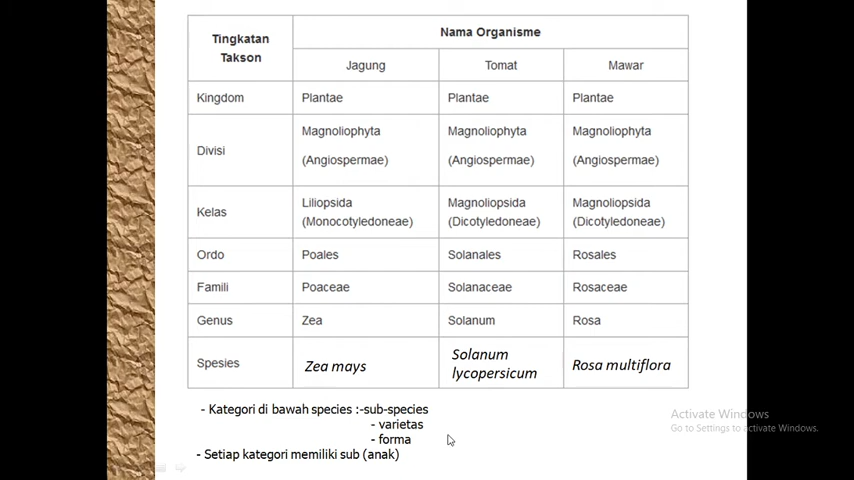 Tingkatan Takson
Nama Organisme
Jagung
Tomat
Mawar
Kingdom
Plantae
Plantae
Plantae
Divisi
Magnoliophyta
(Angiospermae)
Magnoliophyta
(Angiospermae)
Magnoliophyta
(Angiospermae)
Kelas
Liliopsida
(Monocotyledoneae)
Magnoliopsida
(Dicotyledoneae)
Magnoliopsida
(Dicotyledoneae)
Ordo
Poales
Solanales
Rosales
Famili
Poaceae
Solanaceae
Rosaceae
Genus
Zea
Solanum
Rosa
Spesies
Zea mays
Solanum
lycopersicum
Rosa multiflora
- Kategori di bawah species :-sub-species
- varietas
- forma
- Setiap kategori memiliki sub (anak)
Activate Windows
Go to Settings to activate Windows.